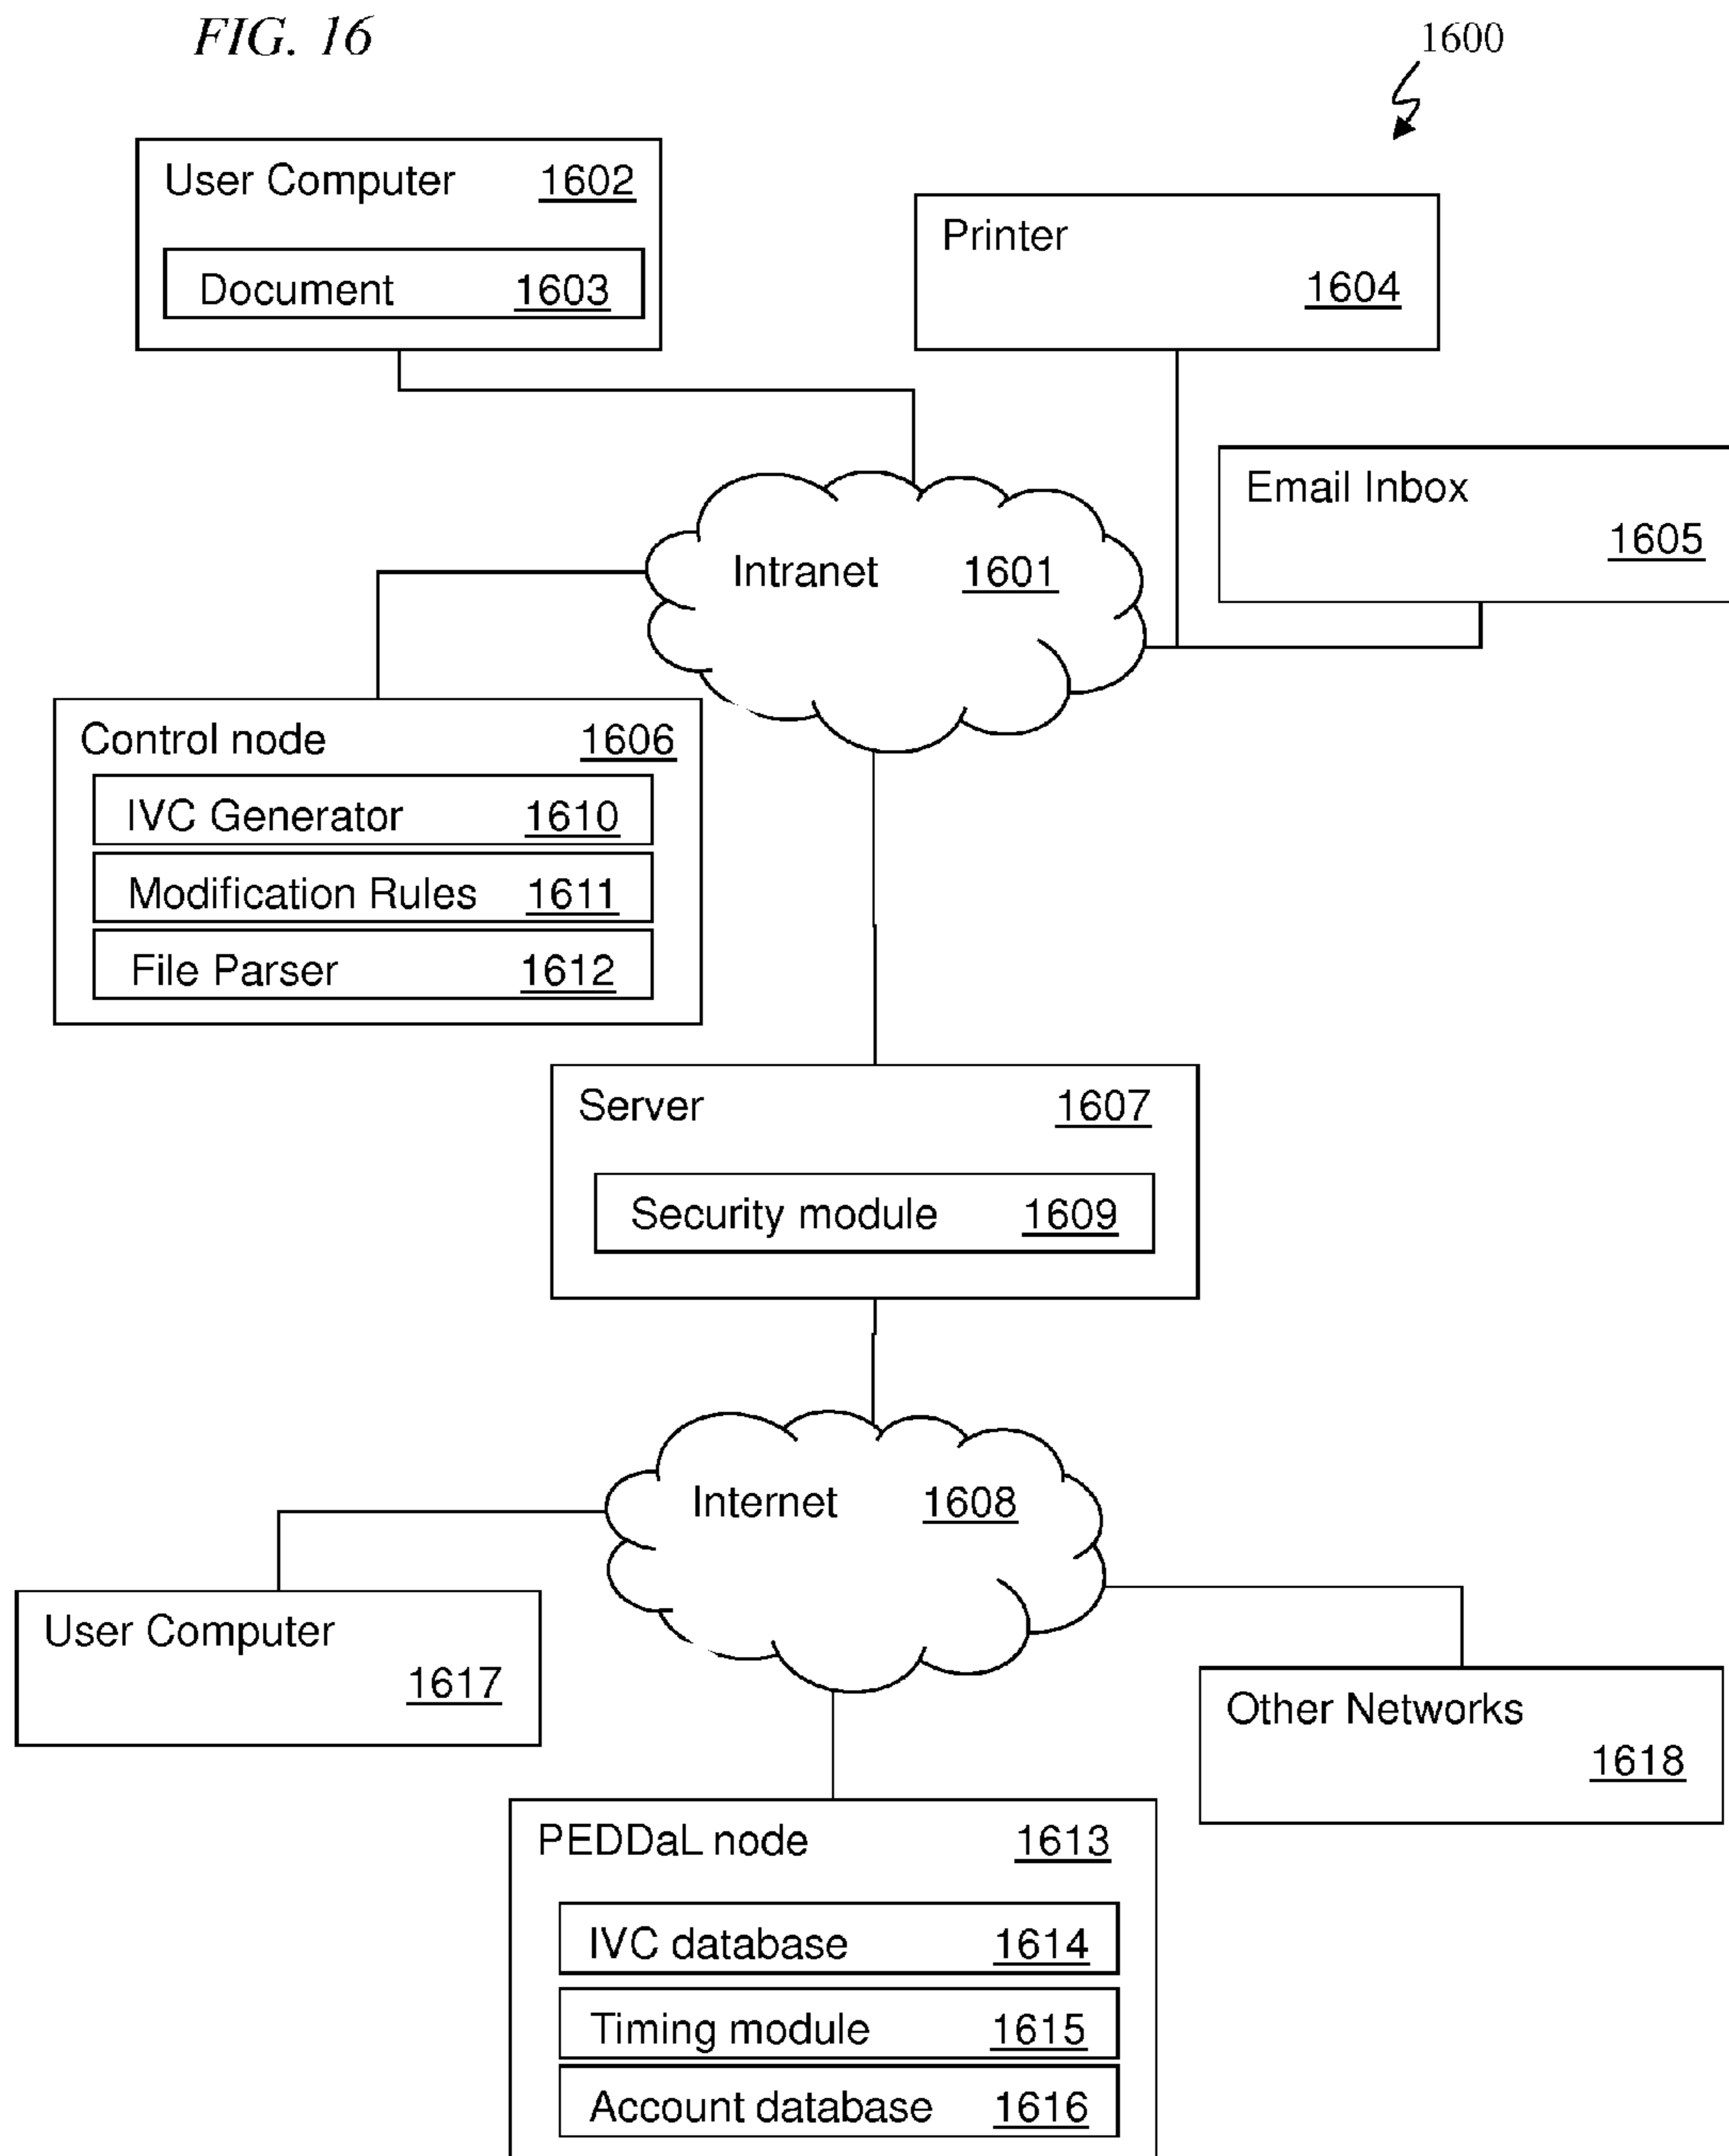 FIG. 16
1600
User Computer 1602
Document 1603
Printer
1604
Email Inbox
1605
Intranet 1601
Control node 1606
IVC Generator 1610
Modification Rules 1611
File Parser 1612
Server 1607
Security module 1609
Internet 1608
User Computer
1617
Other Networks
1618
PEDDaL node 1613
IVC database 1614
Timing module 1615
Account database 1616